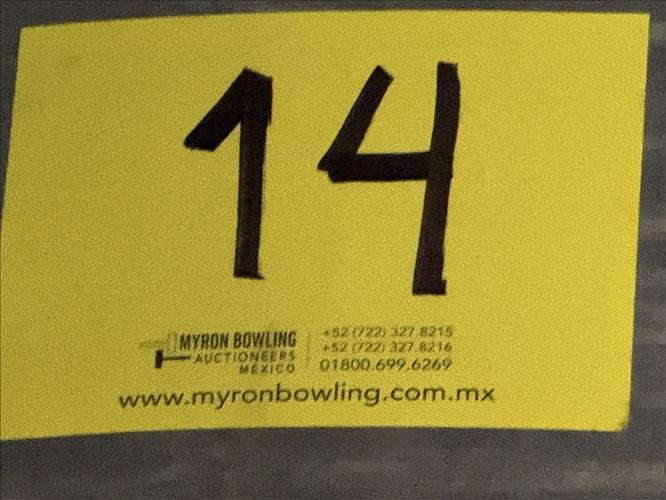 14
MYRON BOWLING
AUCTIONEERS
MÉXICO
+52 (722) 327.8215
+52 (722) 327.8216
01800.699.6269
www.myronbowling.com.mx